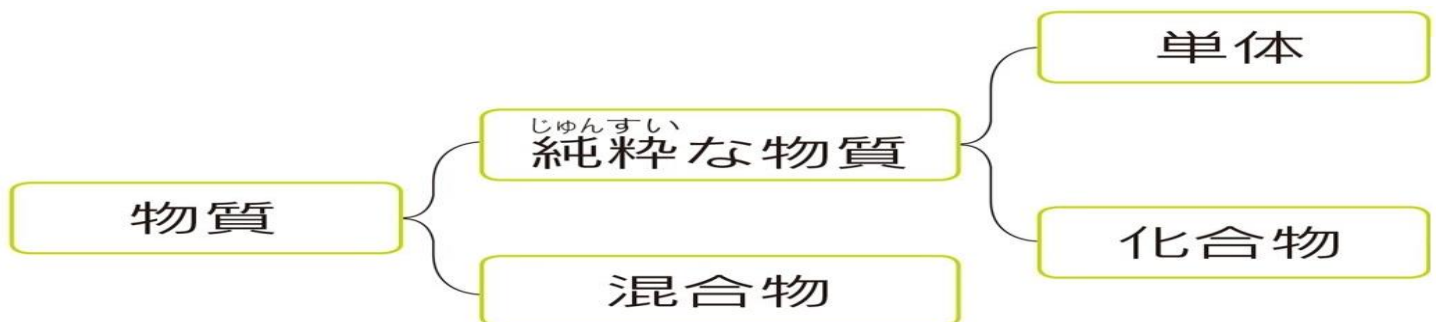 単体
じゅんすい
純粋な物質
物質
化合物
混合物